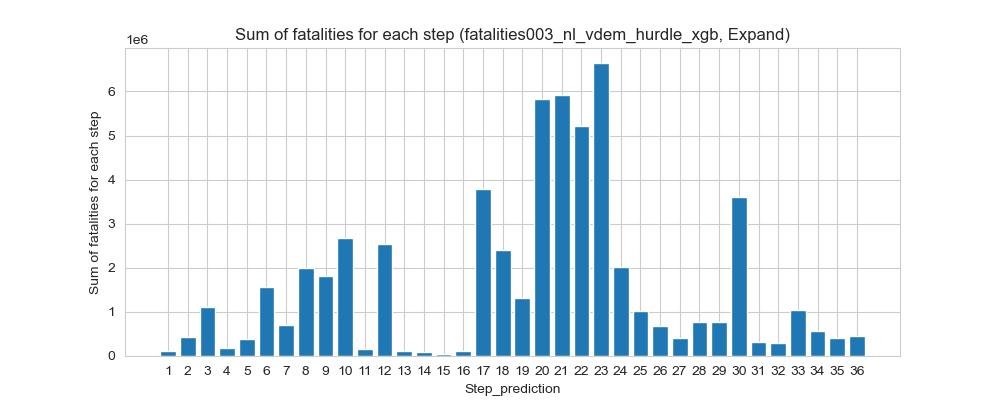 Sum of fatalities for each step (fatalities003_nl_vdem_hurdle_xgb, Expand)
1e6
6
5
4
3
2
1
0
Sum of fatalities for each step
1 2 3 4 5 6 7 8 9 10 11 12 13 14 15 16 17 18 19 20 21 22 23 24 25 26 27 28 29 30 31 32 33 34 35 36
Step_prediction